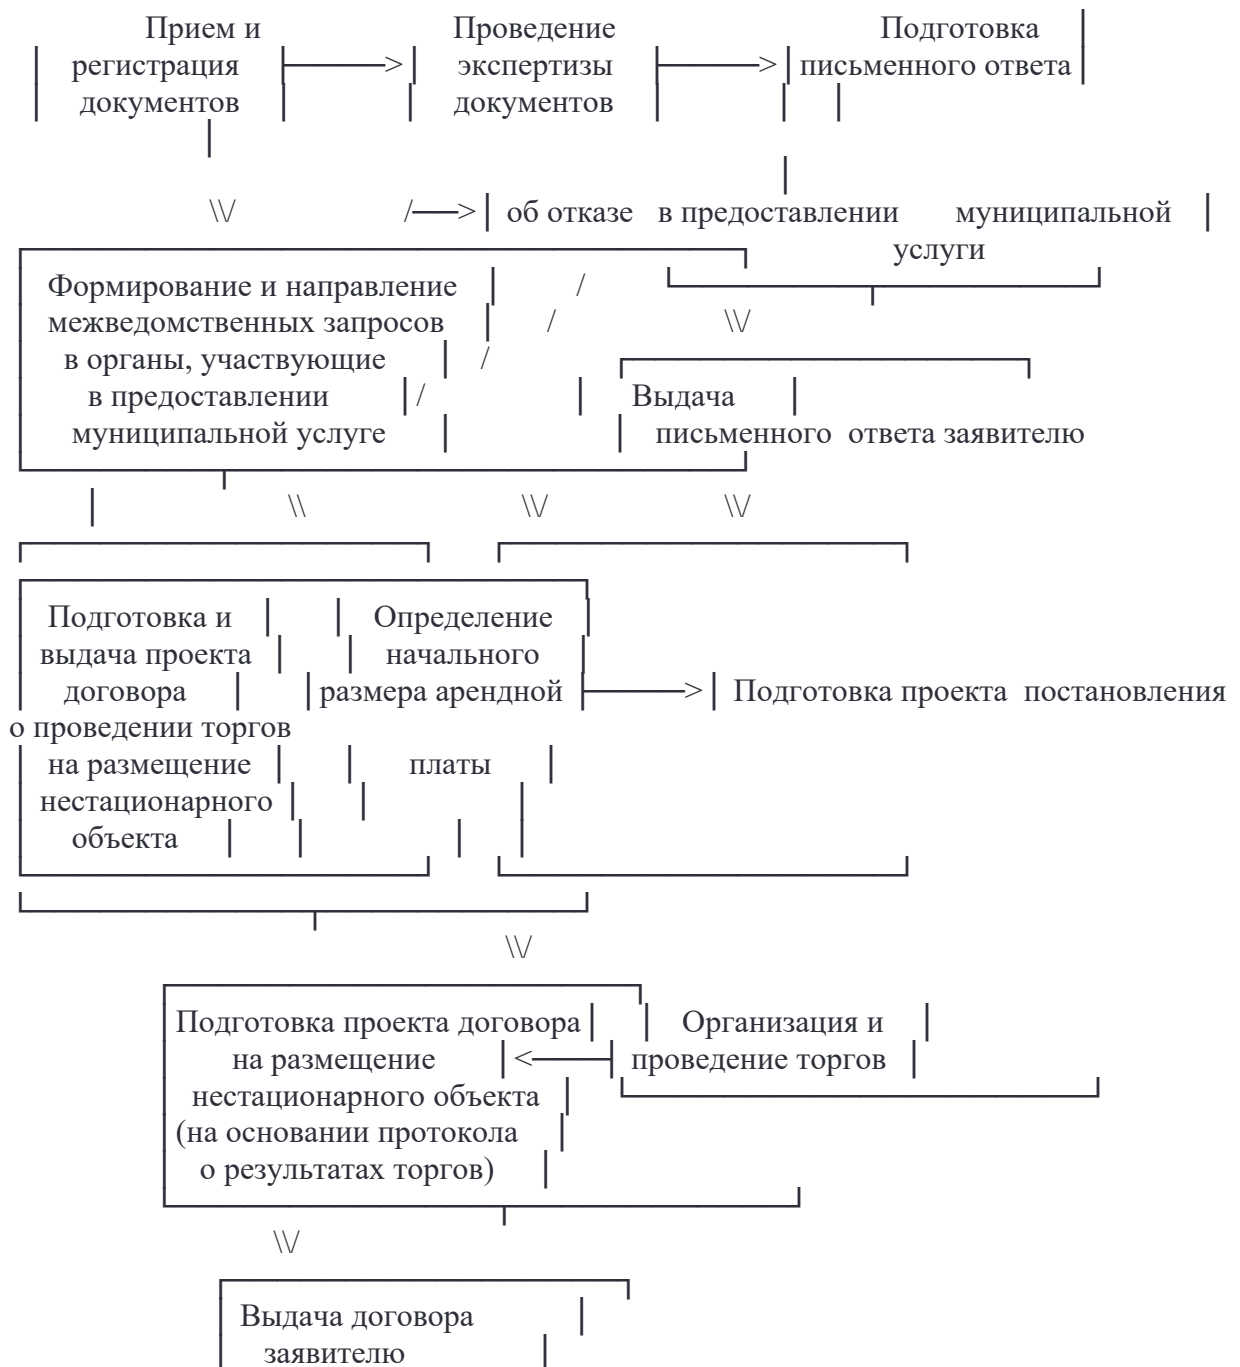 Прием и Проведение Подготовка
регистрация экспертизы письменного ответа
документов документов
об отказе в предоставлении муниципальной
услуги
Формирование и направление
межведомственных запросов
в органы, участвующие
в предоставлении Выдача
муниципальной услуге письменного ответа заявителю
Подготовка и Определение
выдача проекта начального
договора размера арендной Подготовка проекта постановления
о проведении торгов
на размещение платы
нестационарного
объекта
Подготовка проекта договора Организация и
на размещение проведение торгов
нестационарного объекта
(на основании протокола
о результатах торгов)
Выдача договора
заявителю